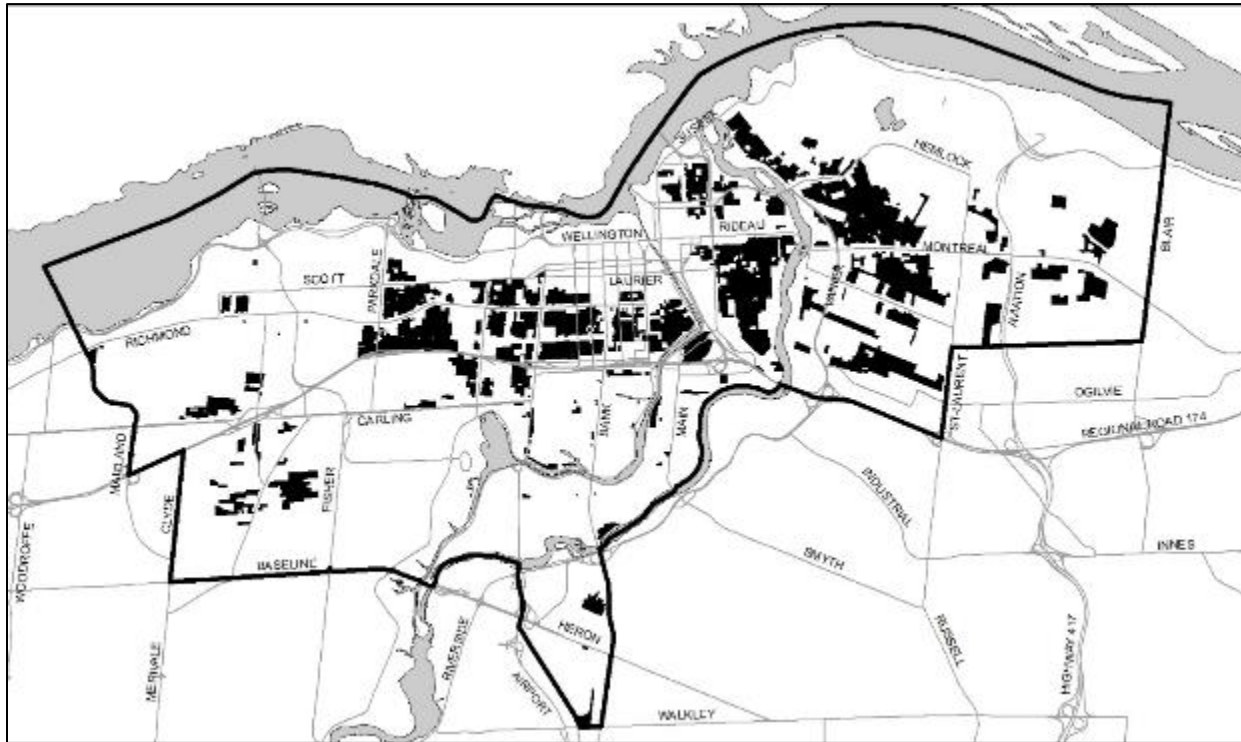 HEMLOCK
RIDEAU
WELLINGTON
MONTREAL
BLAIR
SCOTT
PARKDALE
LAURIER
VANIER
AVIATION
RICHMOND
ST-LAURENT
OGILVIE
CARLING
BANK
MAIN
REGIONAL ROAD 174
MAITLAND
CLYDE
FISHER
INDUSTRIAL
WOODROFFE
BASELINE
SMYTH
INNES
HERON
MERIVALE
RIVERSIDE
AIRPORT
RUSSELL
HIGHWAY 417
WALKLEY